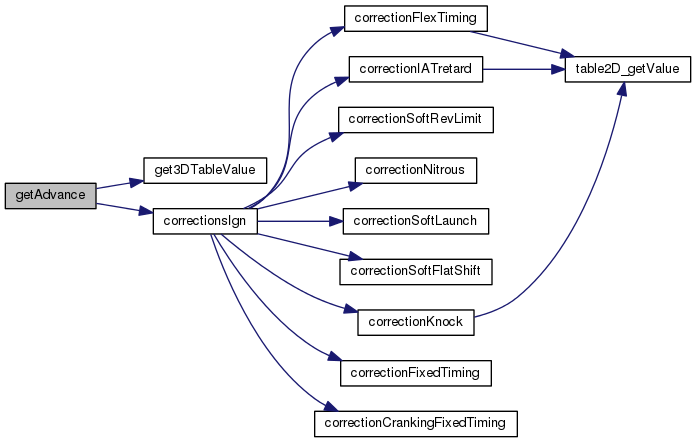 correctionFlexTiming
correctionIATretard
table2D_getValue
correctionSoftRevLimit
get3DTableValue
correctionNitrous
getAdvance
correctionsIgn
correctionSoftLaunch
correctionSoftFlatShift
correctionKnock
correctionFixedTiming
correctionCrankingFixedTiming